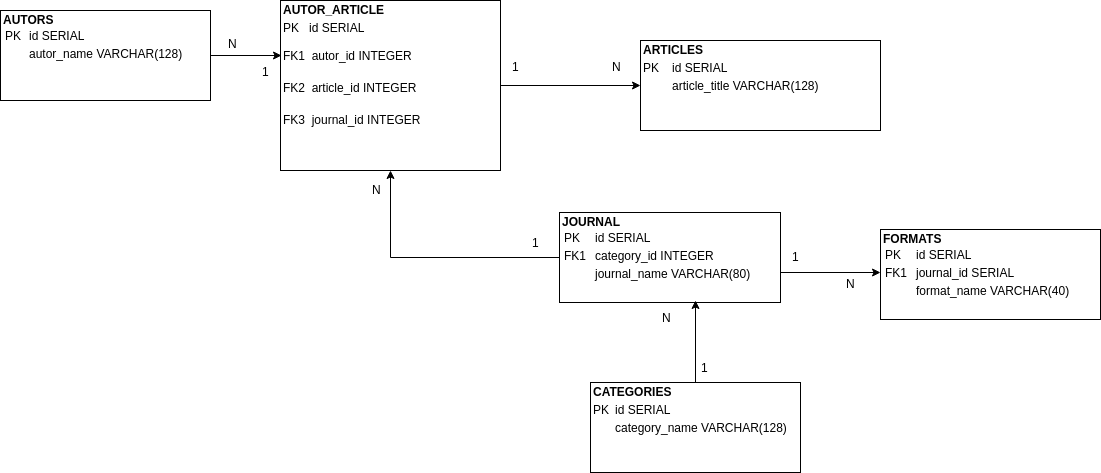 AUTORS
PK id SERIAL
autor_name VARCHAR(128)
N
1
AUTOR_ARTICLE
PK id SERIAL
FK1 autor_id INTEGER
FK2 article_id INTEGER
FK3 journal_id INTEGER
1
N
ARTICLES
PK id SERIAL
article_title VARCHAR(128)
N
1
JOURNAL
PK id SERIAL
FK1 category_id INTEGER
journal_name VARCHAR(80)
1
N
FORMATS
PK id SERIAL
FK1 journal_id SERIAL
format_name VARCHAR(40)
N
1
CATEGORIES
PK id SERIAL
category_name VARCHAR(128)